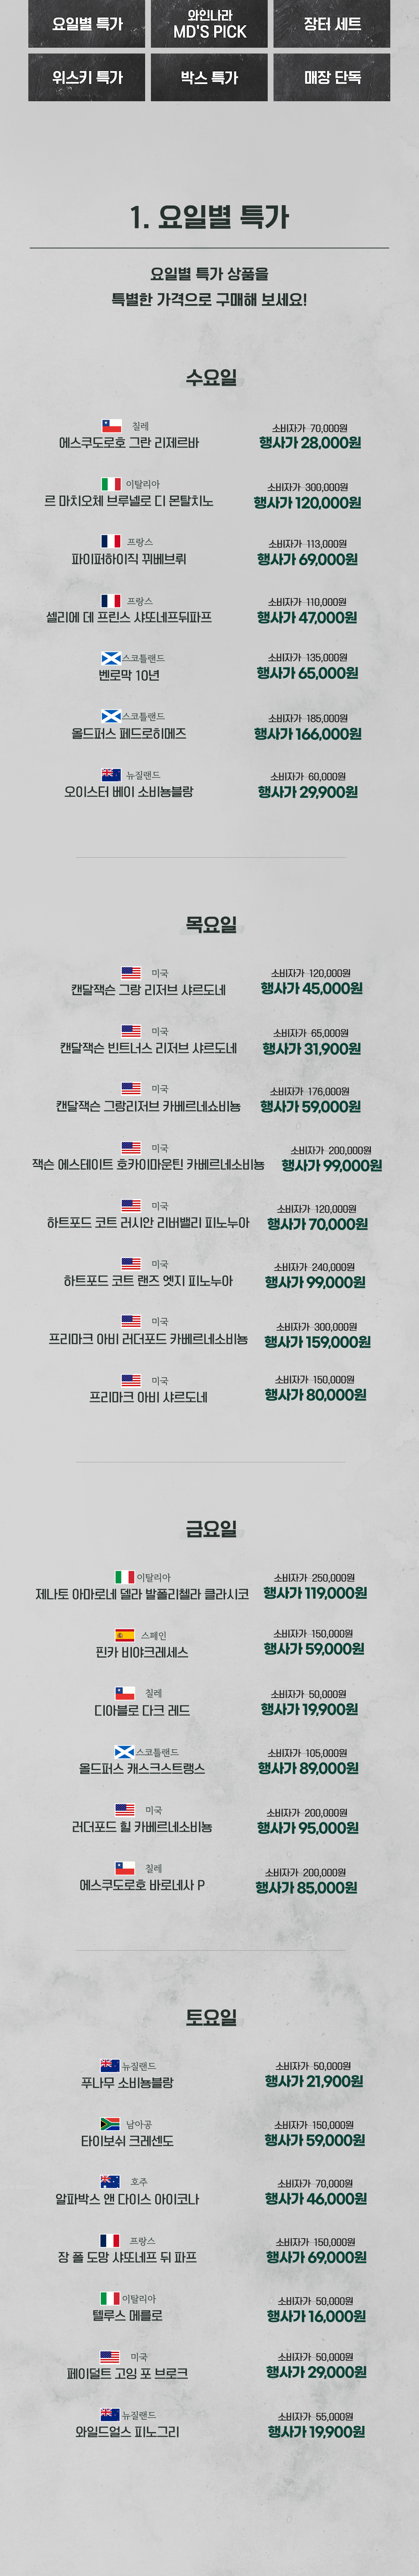 요일별 특가
와인나라
MD'S PICK
장터 세트
위스키 특가
박스 특가
매장 단독
1. 요일별 특가
요일별 특가 상품을
특별한 가격으로 구매해 보세요!
수요일
칠레
에스쿠도로호 그란 리제르바
소비자가 70,000원
행사가 28,000원
이탈리아
르 마치오체 브루넬로 디 몬탈치노
소비자가 300,000원
행사가 120,000원
프랑스
파이퍼하이직 뀌베브뤼
소비자가 113,000원
행사가 69,000원
프랑스
셀리에 데 프린스 샤또네프뒤파프
소비자가 110,000원
행사가 47,000원
스코틀랜드
벤로막 10년
소비자가 135,000원
행사가 65,000원
스코틀랜드
올드퍼스 페드로히메즈
소비자가 185,000원
행사가 166,000원
뉴질랜드
오이스터 베이 소비뇽블랑
소비자가 60,000원
행사가 29,900원
목요일
미국
캔달잭슨 그랑 리저브 샤르도네
소비자가 120,000원
행사가 45,000원
미국
캔달잭슨 빈트너스 리저브 샤르도네
소비자가 65,000원
행사가 31,900원
미국
캔달잭슨 그랑리저브 카베르네쇼비뇽
소비자가 176,000원
행사가 59,000원
미국
잭슨 에스테이트 호카이마운틴 카베르네소비뇽
소비자가 200,000원
행사가 99,000원
미국
하트포드 코트 러시안 리버밸리 피노누아
소비자가 120,000원
행사가 70,000원
미국
하트포드 코트 랜즈 엣지 피노누아
소비자가 240,000원
행사가 99,000원
미국
프리마크 아비 러더포드 카베르네소비뇽
소비자가 300,000원
행사가 159,000원
미국
프리마크 아비 샤르도네
소비자가 150,000원
행사가 80,000원
금요일
이탈리아
제나토 아마로네 델라 발폴리첼라 클라시코
소비자가 250,000원
행사가 119,000원
스페인
핀카 비야크레세스
소비자가 150,000원
행사가 59,000원
칠레
디아블로 다크 레드
소비자가 50,000원
행사가 19,900원
스코틀랜드
올드퍼스 캐스크스트랭스
소비자가 105,000원
행사가 89,000원
미국
러더포드 힐 카베르네소비뇽
소비자가 200,000원
행사가 95,000원
칠레
에스쿠도로호 바로네사 P
소비자가 200,000원
행사가 85,000원
토요일
뉴질랜드
푸나무 소비뇽블랑
소비자가 50,000원
행사가 21,900원
남아공
타이보쉬 크레센도
소비자가 150,000원
행사가 59,000원
호주
알파박스 앤 다이스 아이코나
소비자가 70,000원
행사가 46,000원
프랑스
장 폴 도망 샤또네프 뒤 파프
소비자가 150,000원
행사가 69,000원
이탈리아
텔루스 메를로
소비자가 50,000원
행사가 16,000원
미국
페이덜트 고잉 포 브로크
소비자가 50,000원
행사가 29,000원
뉴질랜드
와일드얼스 피노그리
소비자가 55,000원
행사가 19,900원